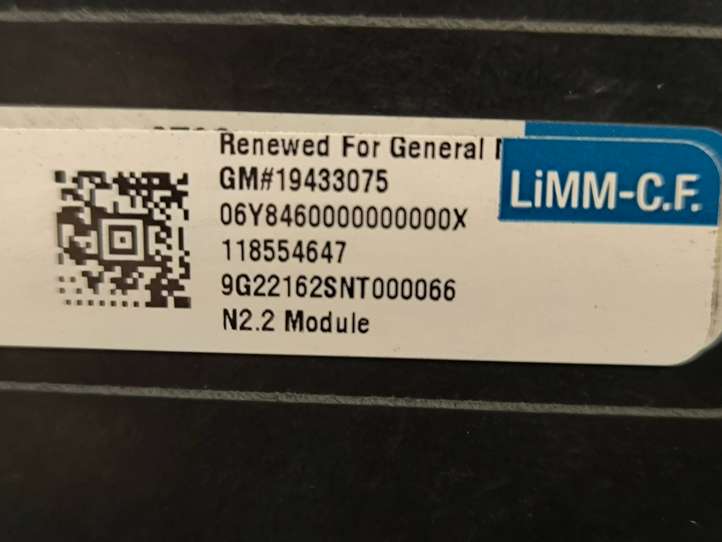 Renewed For General
GM#19433075
LiMM-C.F.
06Y8460000000000X
118554647
9G22162SNT000066
N2.2 Module